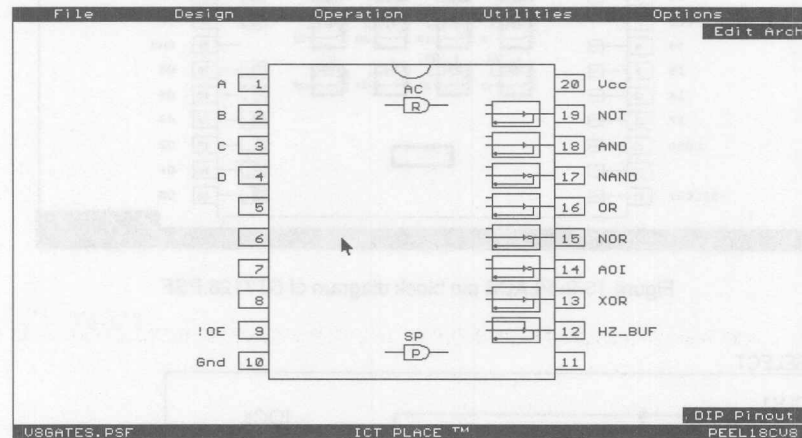 File Design Operation Utilities Options
Edit Arch
AC
R
A 1 20 Vcc
B 2 19 NOT
C 3 18 AND
D 4 17 NAND
5 16 OR
6 15 NOR
7 14 AOI
8 13 XOR
!OE 9 12 HZ_BUF
Gnd 10 11
SP
P
DIP Pinout
V8GATES.PSF ICT PLACE ™ PEEL18CV8